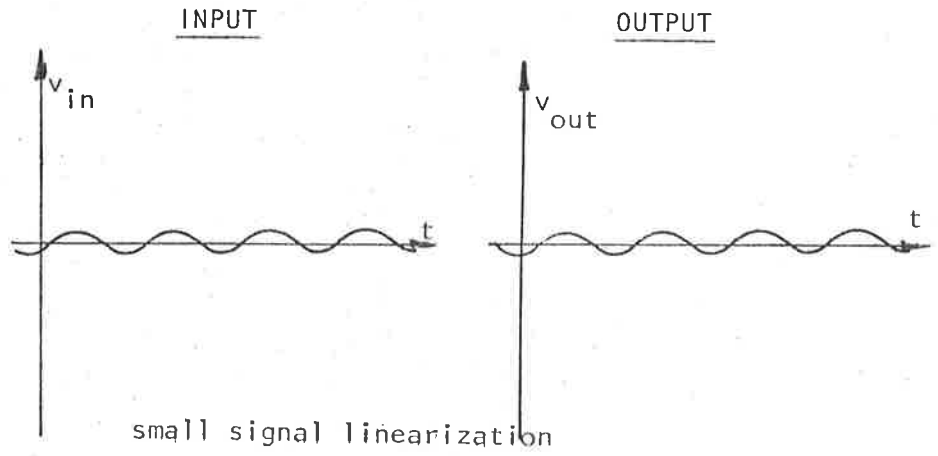 INPUT
OUTPUT
v in
v out
t
t
small signal linearization